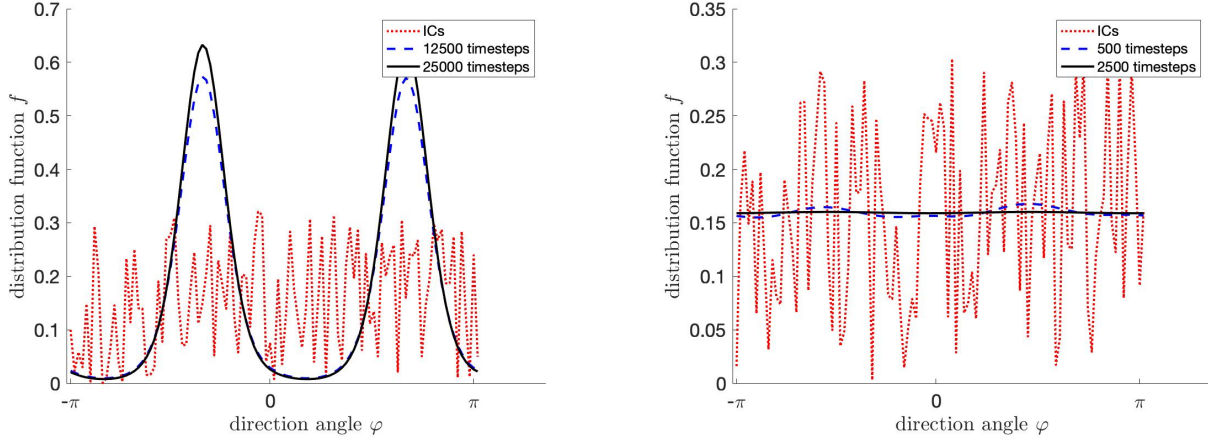 0.7
0.6
0.5
0.4
0.3
0.2
0.1
0
distribution function f
-π
0
π
direction angle φ
ICs
12500 timesteps
25000 timesteps
0.35
0.3
0.25
0.2
0.15
0.1
0.05
0
distribution function f
-π
0
π
direction angle φ
ICs
500 timesteps
2500 timesteps